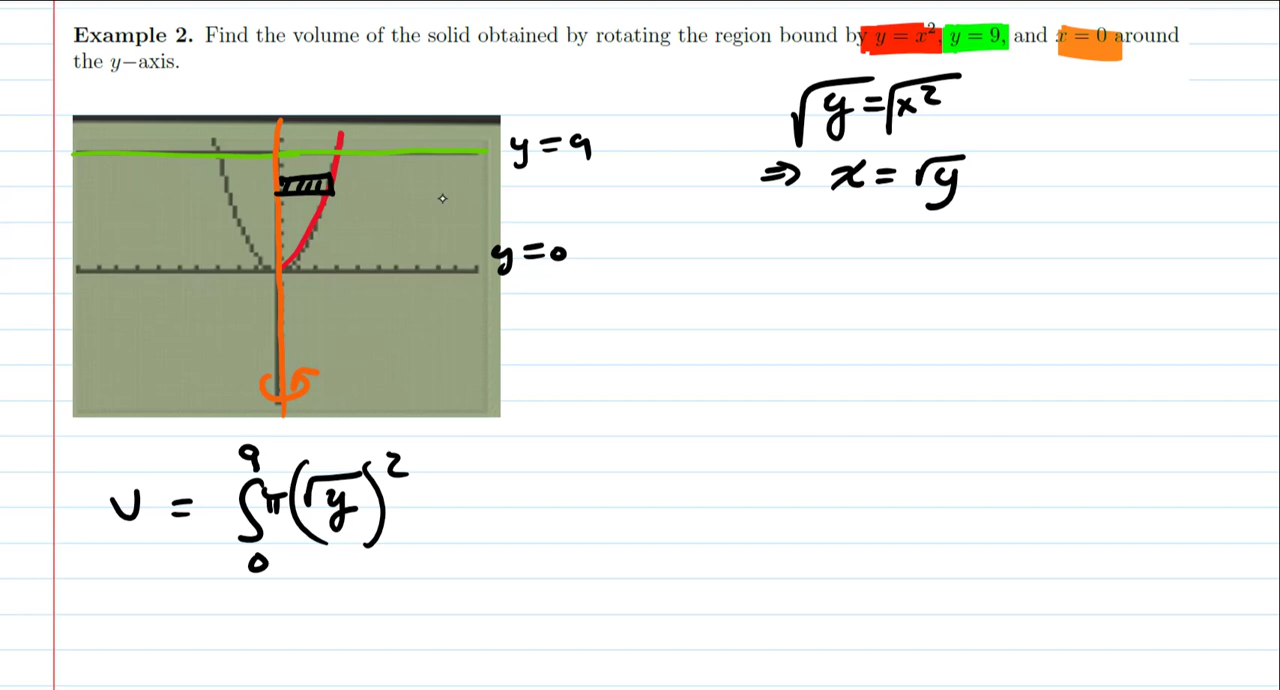 Example 2. Find the volume of the solid obtained by rotating the region bound by y = x², y = 9, and x = 0 around
the y−axis.
√y = √x²
y = 9
⇒ x = √y
y = 0
V = ∫₀⁹ π(√y)²